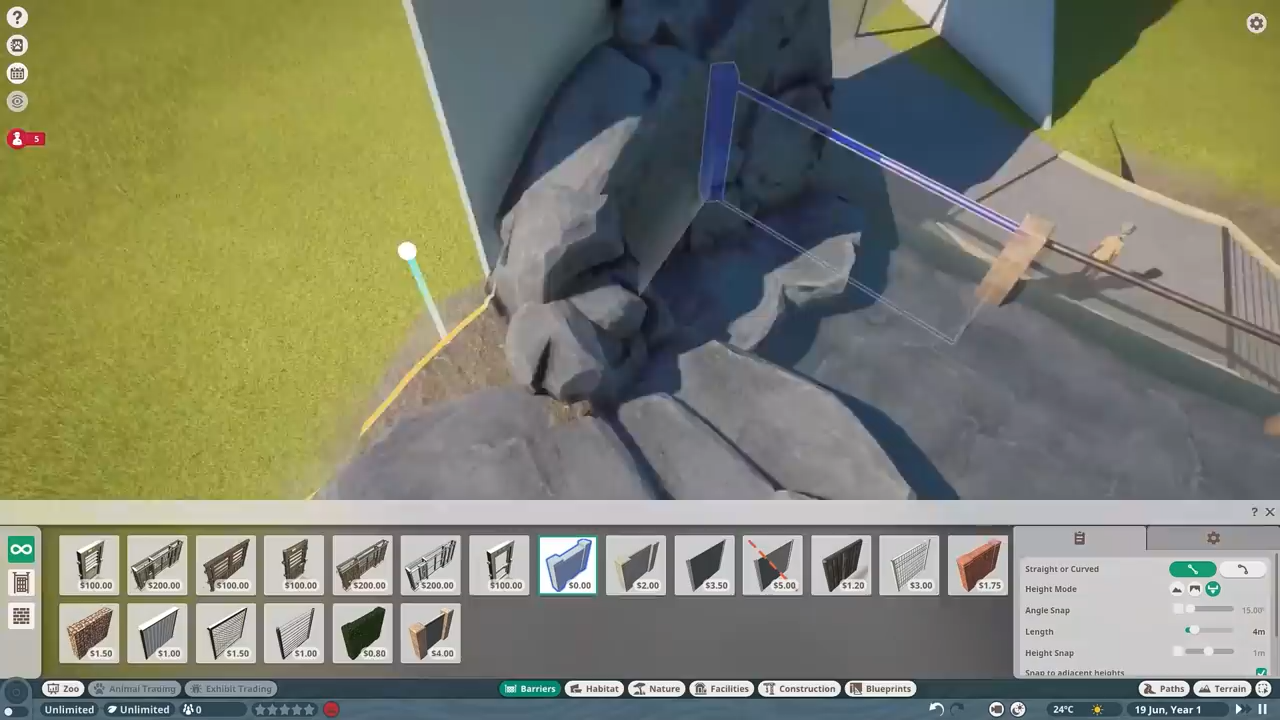 ?
5
? ×
$100.00 $200.00 $100.00 $100.00 $200.00 $200.00 $100.00 $0.00 $2.00 $3.50 $5.00 $1.20 $3.00 $1.75
$1.50 $1.00 $1.50 $1.00 $0.80 $4.00
Straight or Curved
Height Mode
Angle Snap 15.00°
Length 4m
Height Snap 1m
Snap to adjacent heights
Zoo Animal Trading Exhibit Trading Barriers Habitat Nature Facilities Construction Blueprints Paths Terrain
Unlimited Unlimited 0 24°C 19 Jun, Year 1